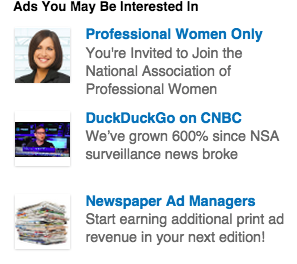 Ads You May Be Interested In
Professional Women Only
You're Invited to Join the
National Association of
Professional Women
DuckDuckGo on CNBC
We've grown 600% since NSA
surveillance news broke
Newspaper Ad Managers
Start earning additional print ad
revenue in your next edition!